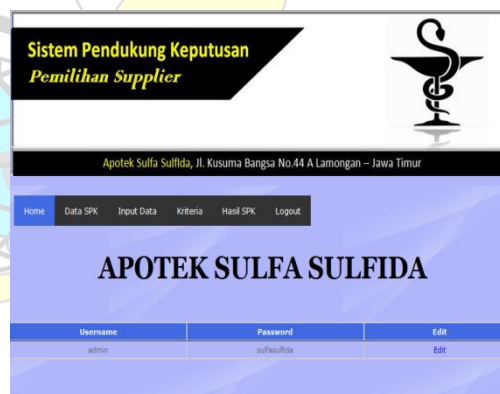 Sistem Pendukung Keputusan
Pemilihan Supplier
Apotek Sulfa Sulfida, Jl. Kusuma Bangsa No.44 A Lamongan – Jawa Timur
Home Data SPK Input Data Kriteria Hasil SPK Logout
APOTEK SULFA SULFIDA
Username Password Edit
admin sulfasulfida Edit